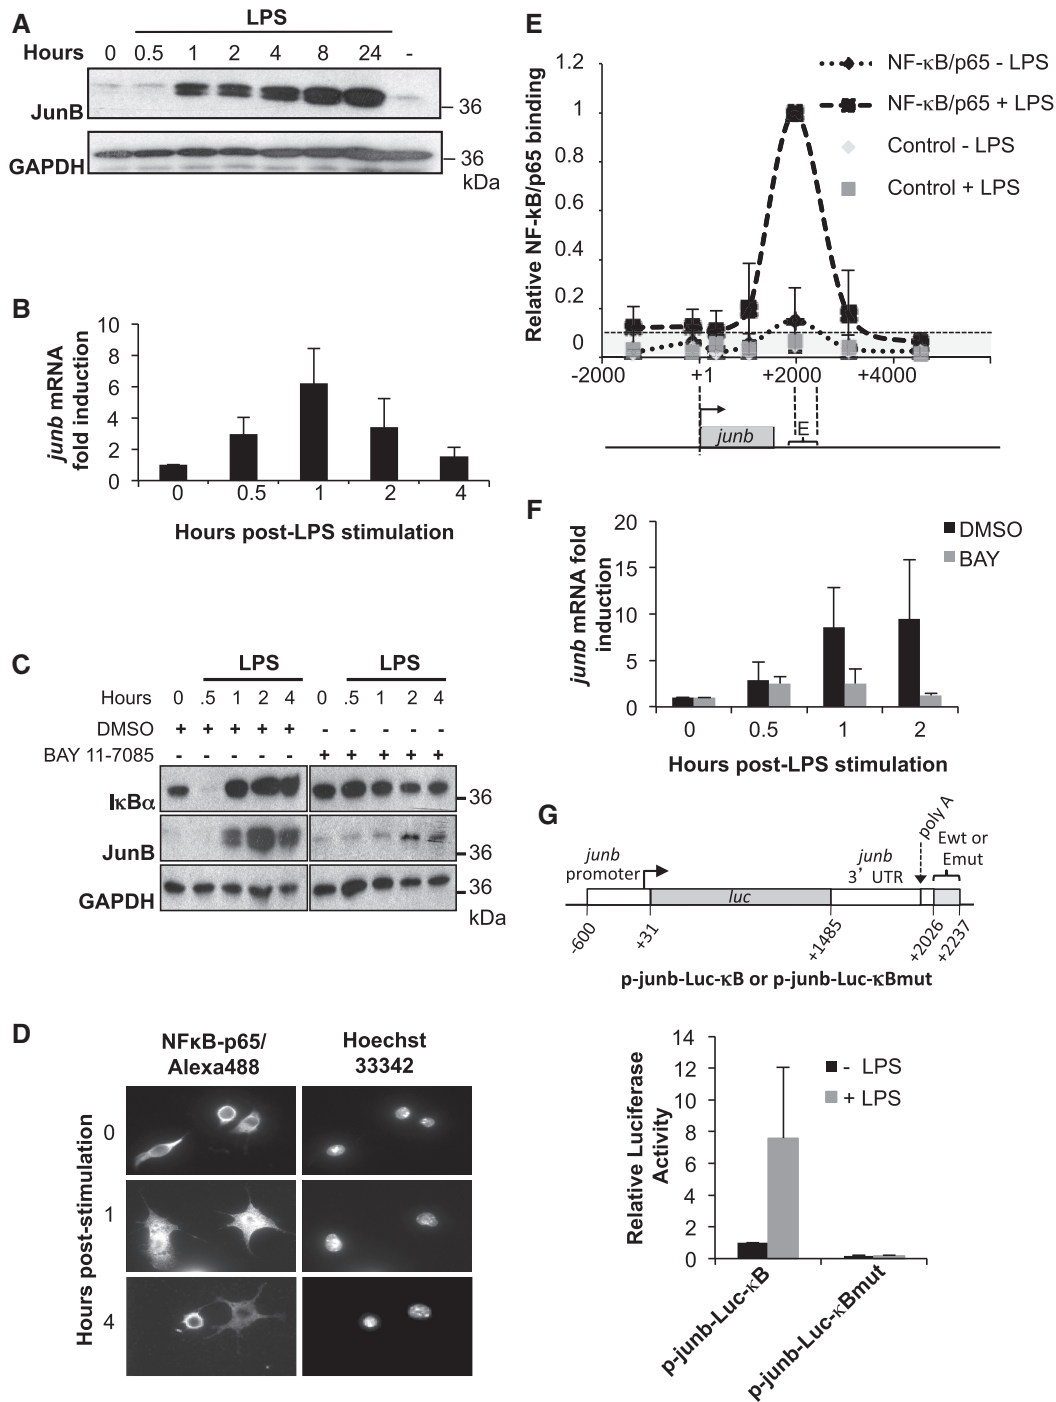 A
LPS
Hours 0 0.5 1 2 4 8 24 -
JunB
36
GAPDH
36
kDa
B
junb mRNA
fold induction
10
8
6
4
2
0
0 0.5 1 2 4
Hours post-LPS stimulation
C
LPS LPS
Hours 0 .5 1 2 4 0 .5 1 2 4
DMSO + + + + + - - - - -
BAY 11-7085 - - - - - + + + + +
IκBα
36
JunB
36
GAPDH
36
kDa
D
NFκB-p65/
Alexa488
Hoechst
33342
Hours post-stimulation
0
1
4
E
Relative NF-kB/p65 binding
1.2
1
0.8
0.6
0.4
0.2
0
NF-κB/p65 - LPS
NF-κB/p65 + LPS
Control - LPS
Control + LPS
-2000 +1 +2000 +4000
junb
E
F
junb mRNA fold
induction
20
15
10
5
0
DMSO
BAY
0 0.5 1 2
Hours post-LPS stimulation
G
junb
promoter
luc
junb
3' UTR
poly A
Ewt or
Emut
-600
+31
+1485
+2026
+2237
p-junb-Luc-κB or p-junb-Luc-κBmut
Relative Luciferase
Activity
14
12
10
8
6
4
2
0
- LPS
+ LPS
p-junb-Luc-κB
p-junb-Luc-κBmut